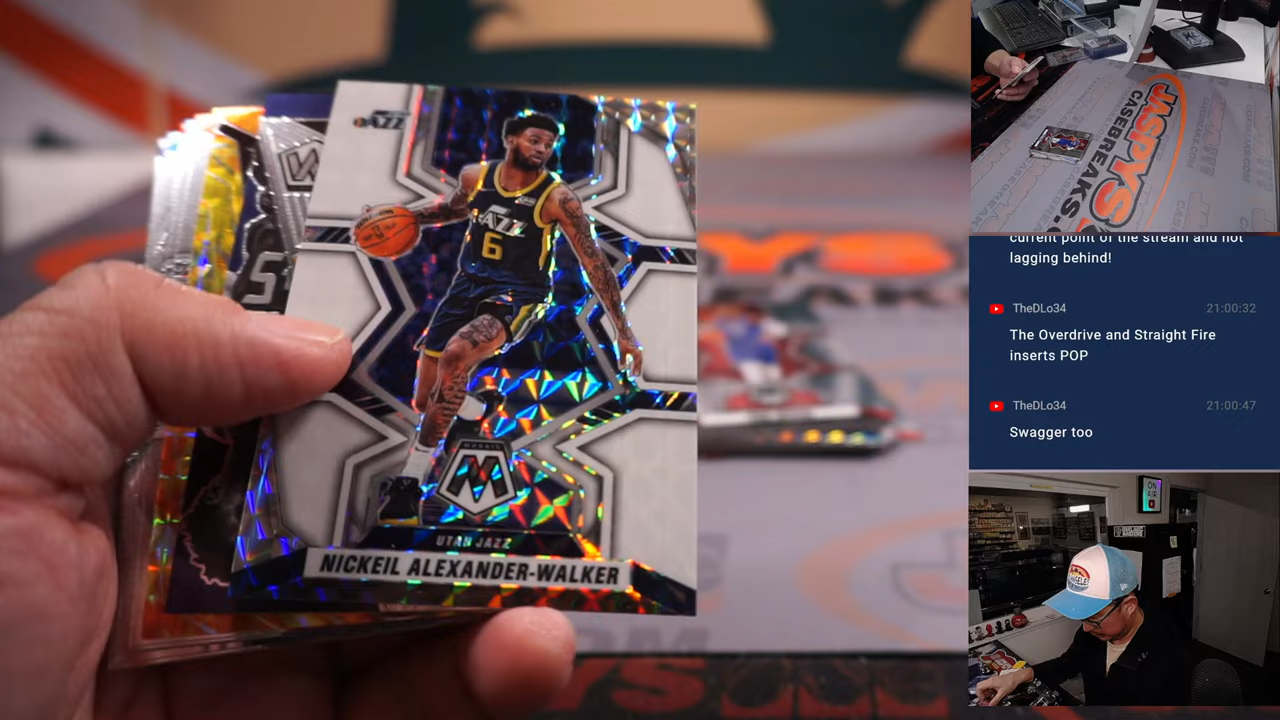 JAZZ
JAZZ
6
MOSAIC
M
UTAH JAZZ
NICKEIL ALEXANDER-WALKER
JASPYS
CASEBREAKS.
current point of the stream and not
lagging behind!
TheDLo34 21:00:32
The Overdrive and Straight Fire
inserts POP
TheDLo34 21:00:47
Swagger too
ON
AIR